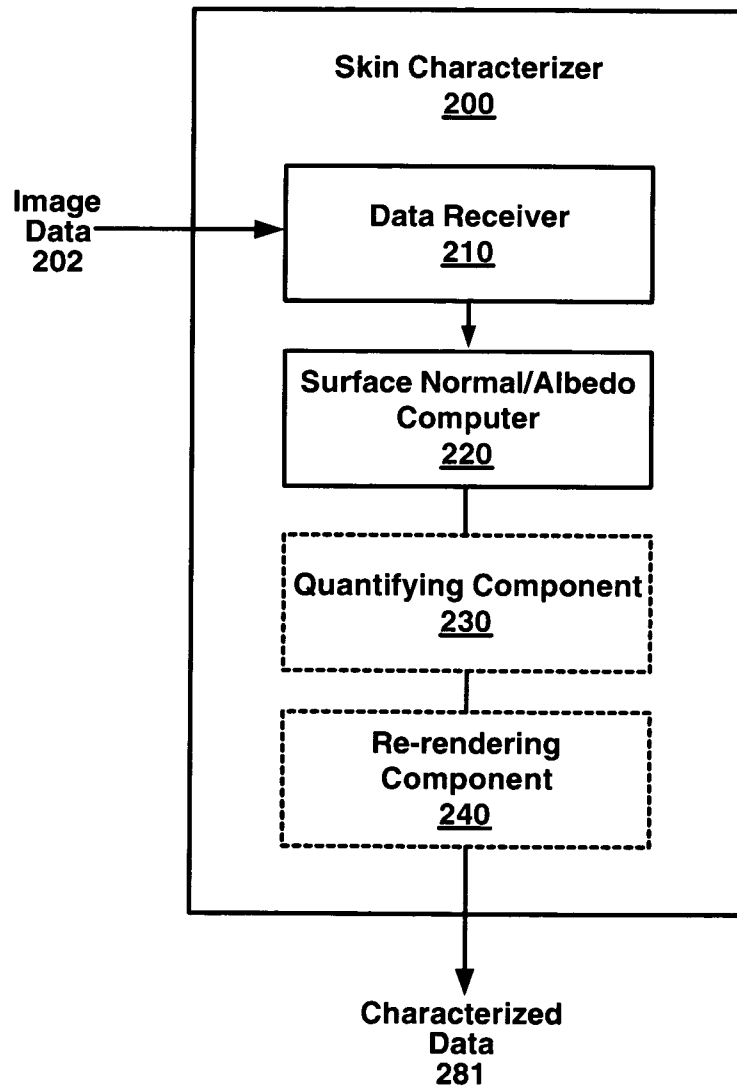 Skin Characterizer
200
Image
Data
202
Data Receiver
210
Surface Normal/Albedo
Computer
220
Quantifying Component
230
Re-rendering
Component
240
Characterized
Data
281